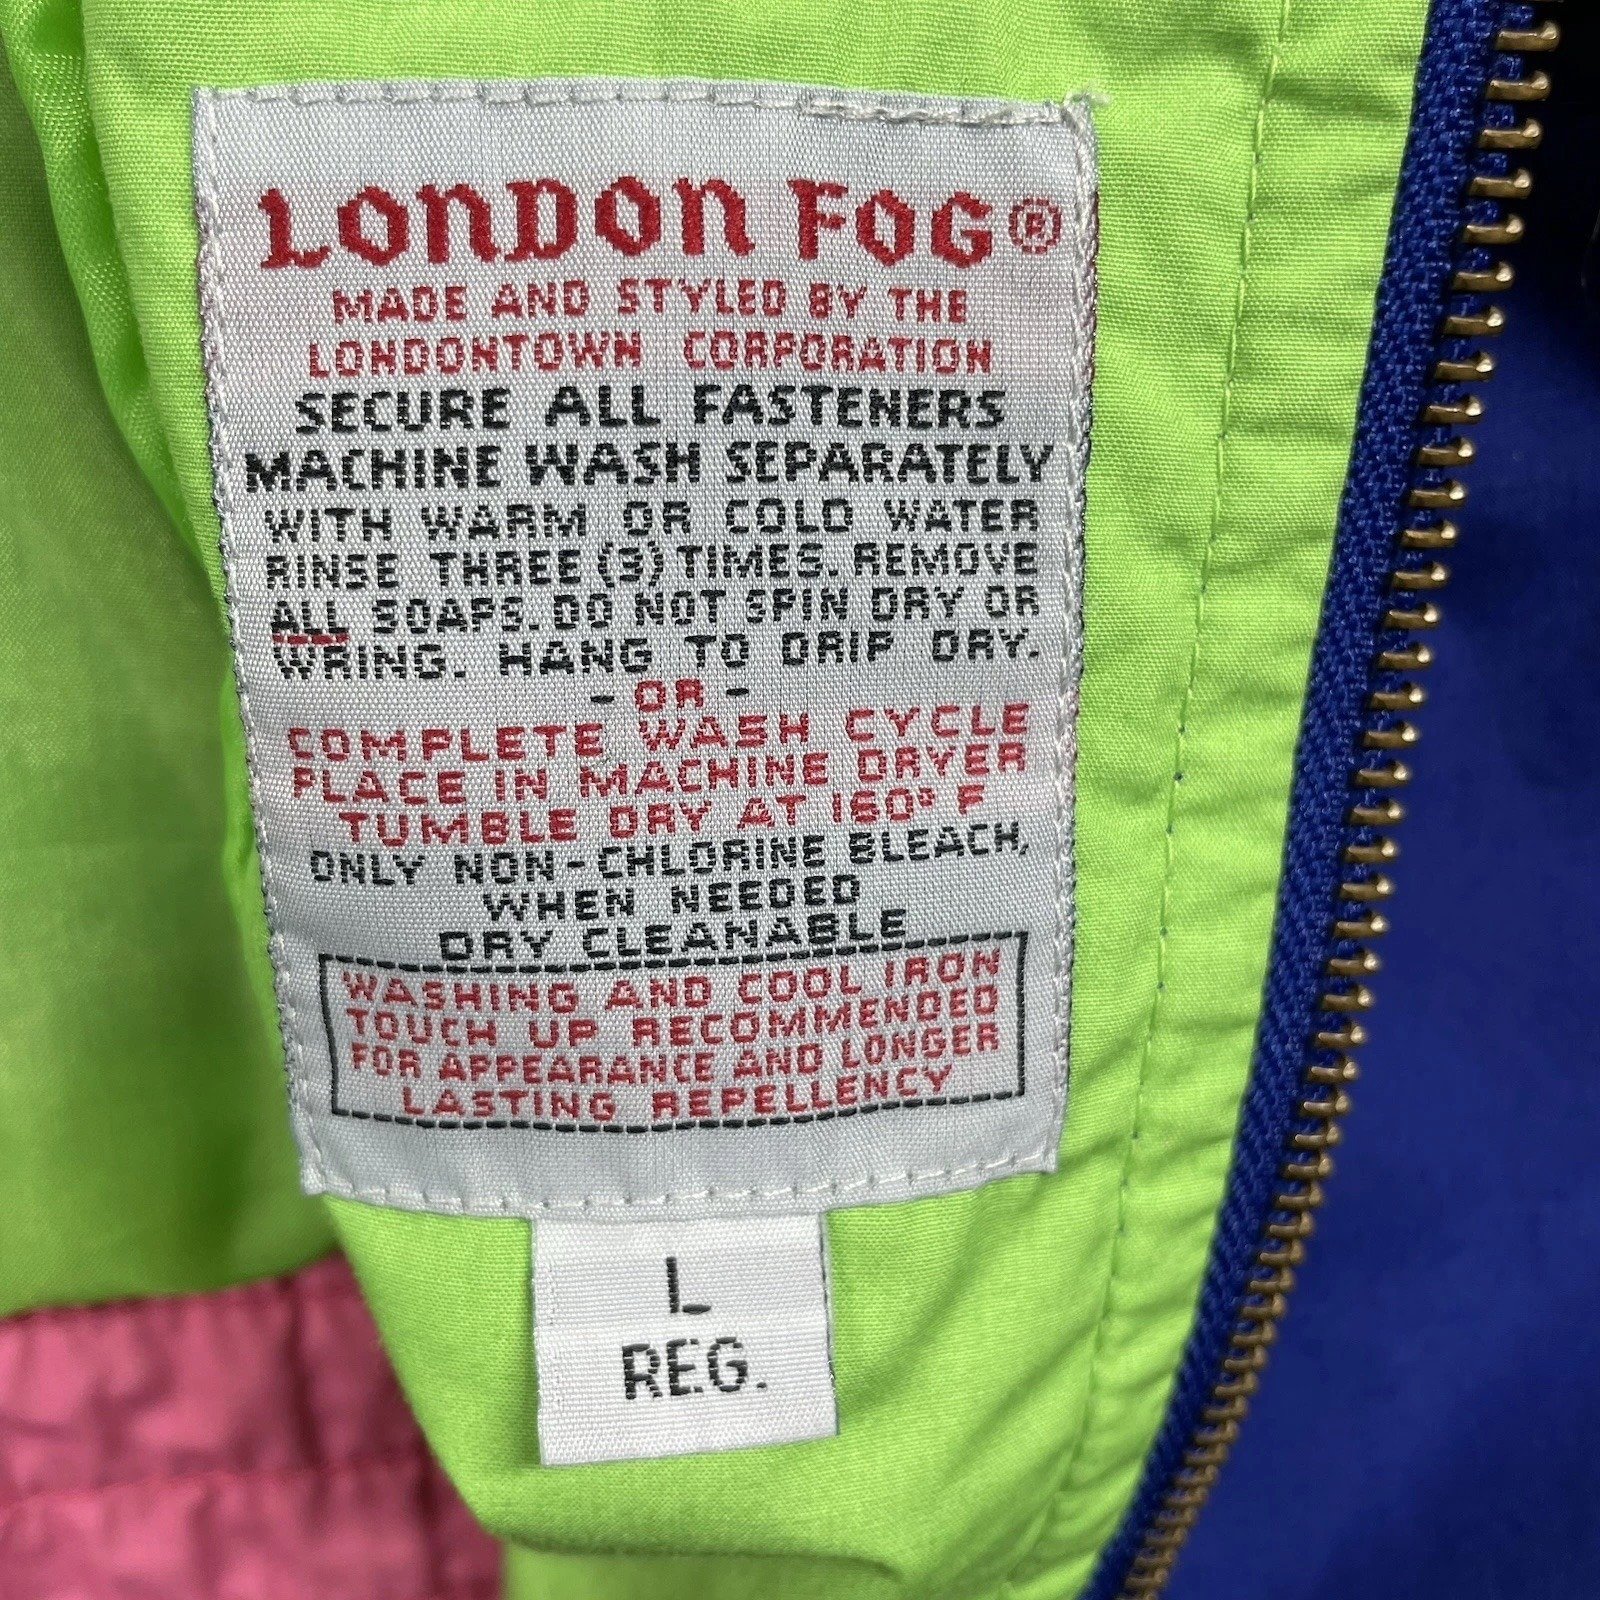 LONDON FOG®
MADE AND STYLED BY THE
LONDONTOWN CORPORATION
SECURE ALL FASTENERS
MACHINE WASH SEPARATELY
WITH WARM OR COLD WATER
RINSE THREE (3) TIMES. REMOVE
ALL SOAPS. DO NOT SPIN DRY OR
WRING. HANG TO DRIP DRY.
- OR -
COMPLETE WASH CYCLE
PLACE IN MACHINE DRYER
TUMBLE DRY AT 160° F
ONLY NON-CHLORINE BLEACH,
WHEN NEEDED
DRY CLEANABLE
WASHING AND COOL IRON
TOUCH UP RECOMMENDED
FOR APPEARANCE AND LONGER
LASTING REPELLENCY
L
REG.